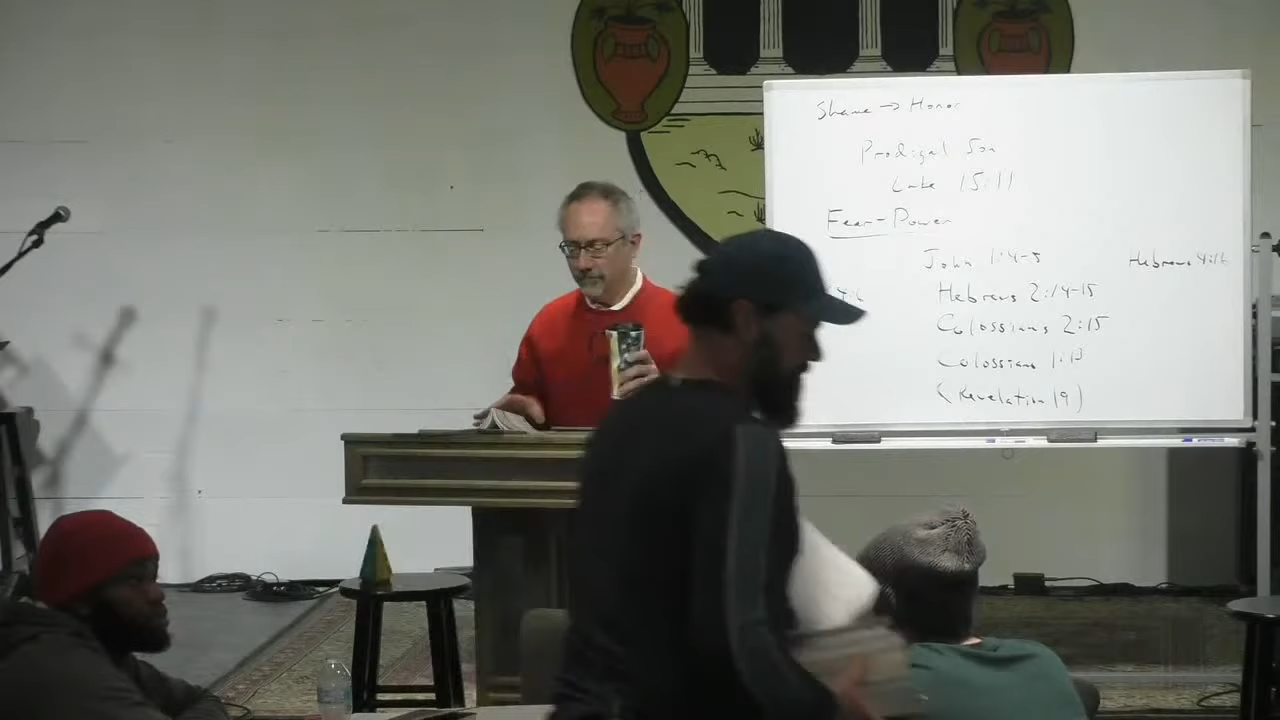 Shame → Honor
Prodigal Son
Luke 15:11
Fear-Power
John 1:4-5
Hebrews 4:16
Hebrews 2:14-15
Colossians 2:15
Colossians 1:13
(Revelation 19)